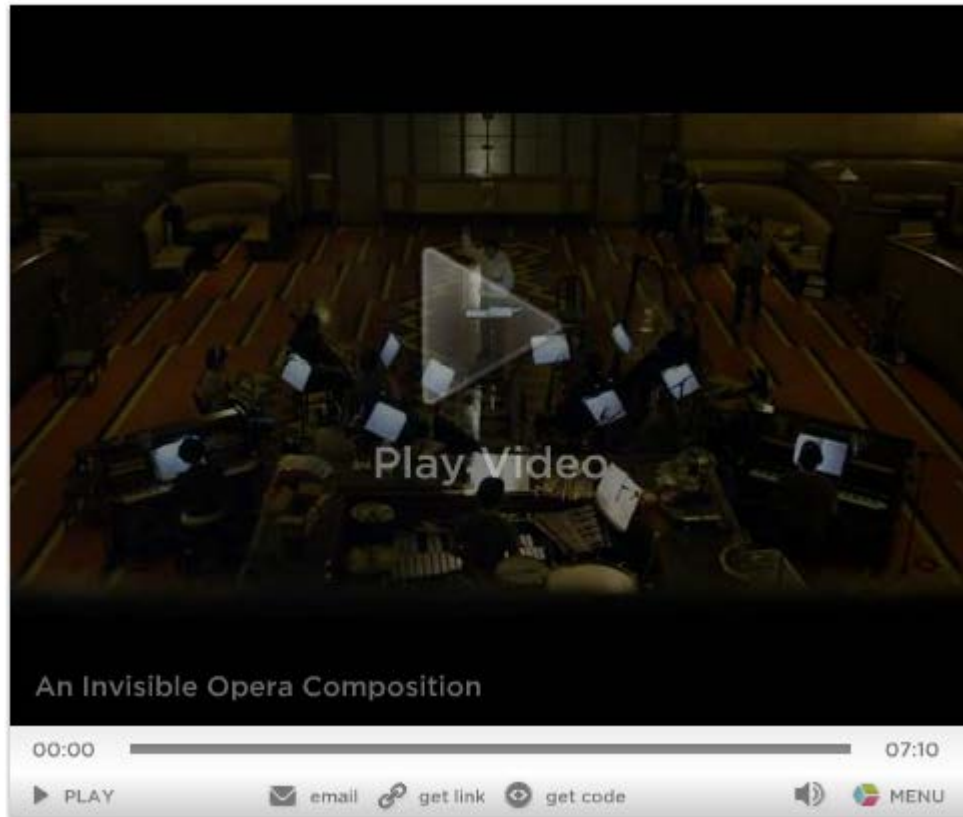 Play Video
An Invisible Opera Composition
00:00 07:10
PLAY email get link get code MENU